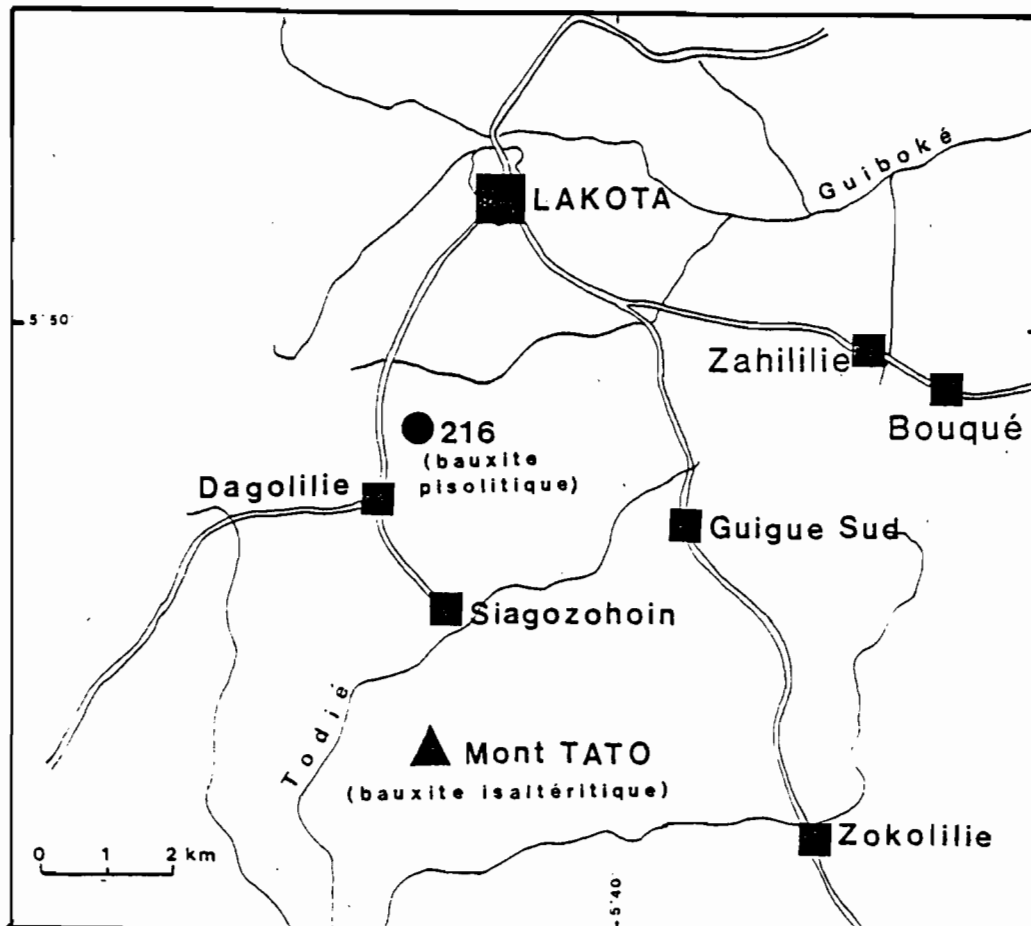 Guiboké
LAKOTA
5°50'
Zahililie
Bouqué
216
(bauxite
pisolitique)
Dagolilie
Guigue Sud
Siagozohoin
Todié
Mont TATO
(bauxite isaltéritique)
Zokolilie
0 1 2 km
5°40'